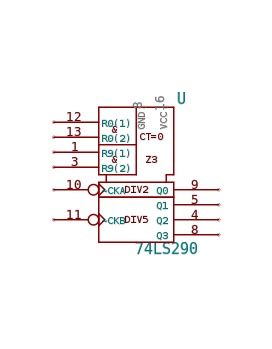 U
GND 8
VCC 16
12 R0(1)
&
13 R0(2)
CT=0
1 R9(1)
&
Z3
3 R9(2)
10 CKA DIV2 Q0 9
Q1 5
11 CKB DIV5 Q2 4
Q3 8
74LS290